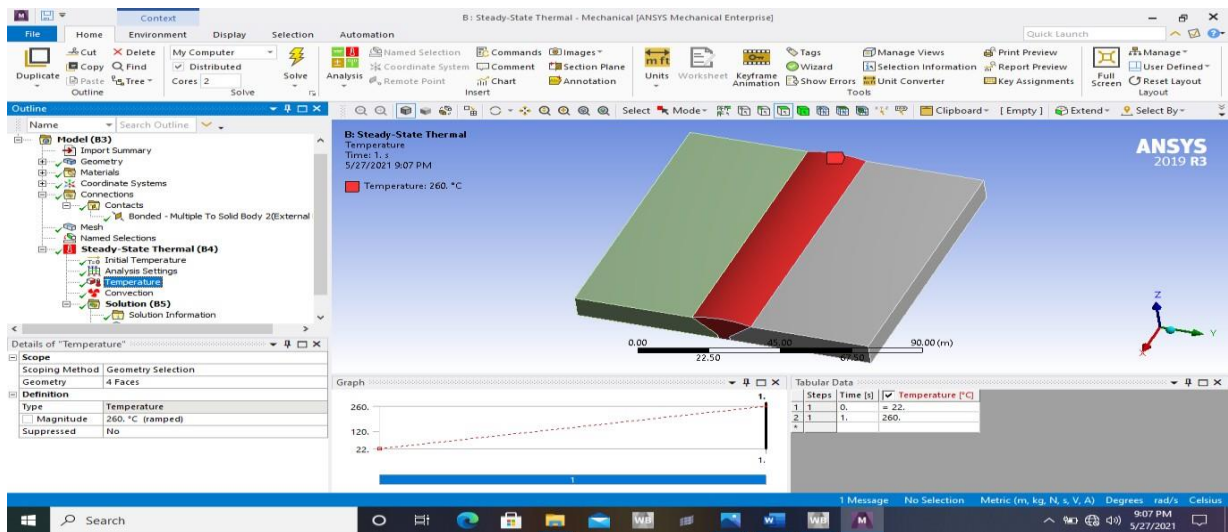 Context
B: Steady-State Thermal - Mechanical [ANSYS Mechanical Enterprise]
File Home Environment Display Selection Automation
Quick Launch
Duplicate
Cut
Copy
Paste
Delete
Find
Tree
Outline
My Computer
Distributed
Cores 2
Solve
Solve
Analysis
Named Selection
Coordinate System
Remote Point
Commands
Comment
Chart
Images
Section Plane
Annotation
Insert
Units
Worksheet
Keyframe Animation
Tags
Wizard
Show Errors
Manage Views
Selection Information
Unit Converter
Print Preview
Report Preview
Key Assignments
Tools
Full Screen
Manage
User Defined
Reset Layout
Layout
Outline
Name Search Outline
Select Mode Clipboard [ Empty ] Extend Select By
Model (B3)
Import Summary
Geometry
Materials
Coordinate Systems
Connections
Contacts
Bonded - Multiple To Solid Body 2(External
Mesh
Named Selections
Steady-State Thermal (B4)
Initial Temperature
Analysis Settings
Temperature
Convection
Solution (B5)
Solution Information
B: Steady-State Thermal
Temperature
Time: 1. s
5/27/2021 9:07 PM
Temperature: 260. °C
ANSYS
2019 R3
Z
Y
X
0.00 45.00 90.00 (m)
22.50 67.50
Details of "Temperature"
Scope
Scoping Method Geometry Selection
Geometry 4 Faces
Definition
Type Temperature
Magnitude 260. °C (ramped)
Suppressed No
Graph
1.
260.
120.
22.
1.
1
Tabular Data
Steps Time [s] Temperature [°C]
1 1 0. = 22.
2 1 1. 260.
*
1 Message No Selection Metric (m, kg, N, s, V, A) Degrees rad/s Celsius
Search
9:07 PM
5/27/2021